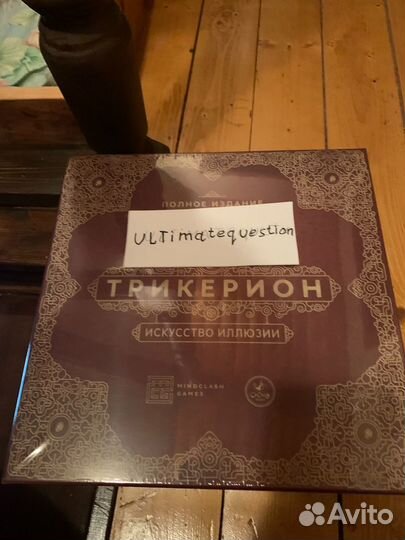 ПОЛНОЕ ИЗДАНИЕ
ULTimatequestion
ТРИКЕРИОН
ИСКУССТВО ИЛЛЮЗИИ
MINDCLASH
GAMES
Avito